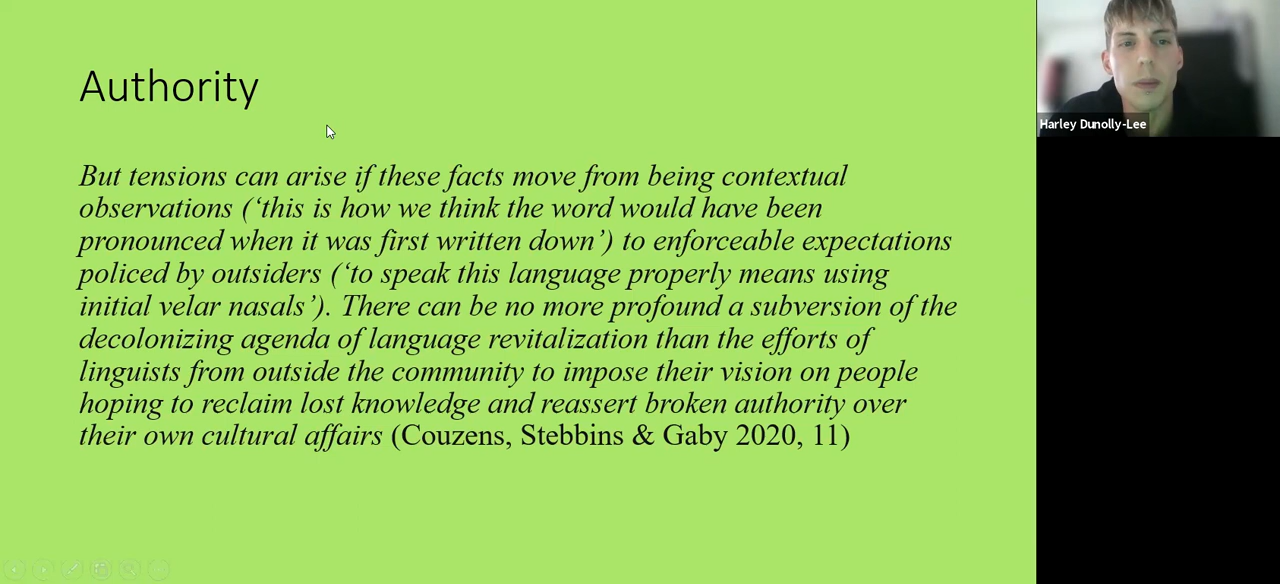 Authority
But tensions can arise if these facts move from being contextual
observations (‘this is how we think the word would have been
pronounced when it was first written down’) to enforceable expectations
policed by outsiders (‘to speak this language properly means using
initial velar nasals’). There can be no more profound a subversion of the
decolonizing agenda of language revitalization than the efforts of
linguists from outside the community to impose their vision on people
hoping to reclaim lost knowledge and reassert broken authority over
their own cultural affairs (Couzens, Stebbins & Gaby 2020, 11)
Harley Dunolly-Lee